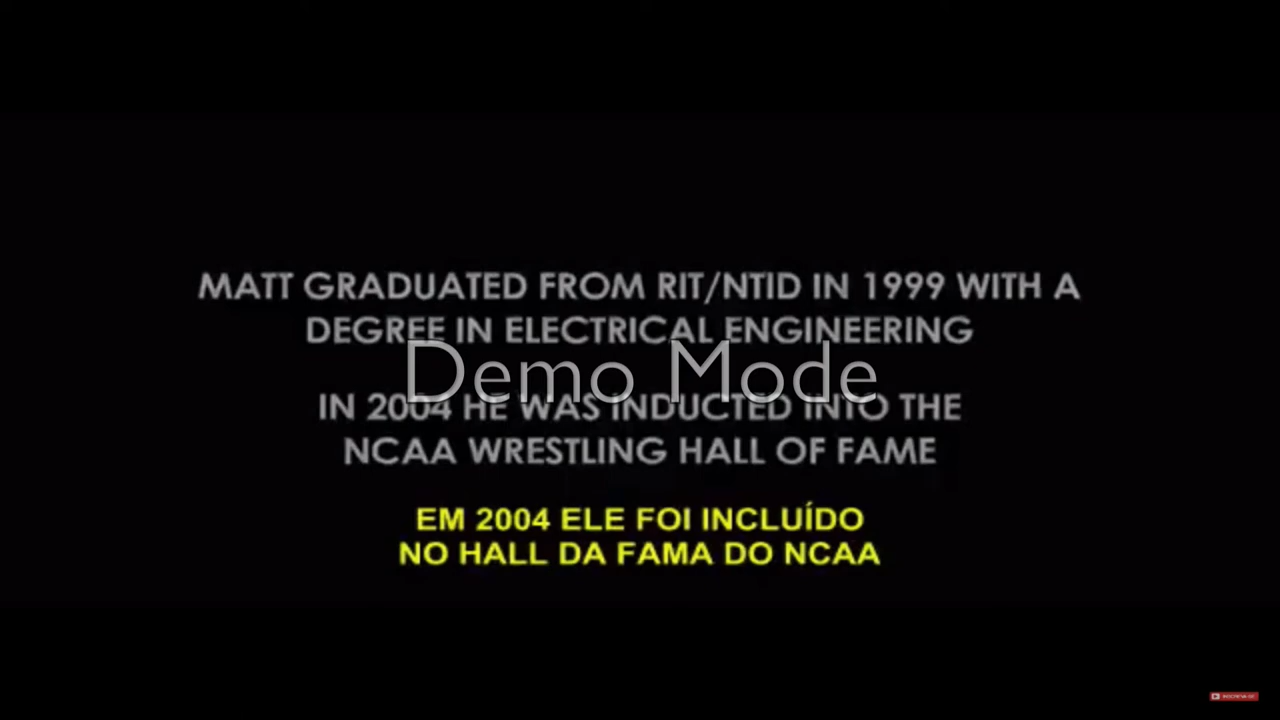 MATT GRADUATED FROM RIT/NTID IN 1999 WITH A
DEGREE IN ELECTRICAL ENGINEERING
Demo Mode
IN 2004 HE WAS INDUCTED INTO THE
NCAA WRESTLING HALL OF FAME
EM 2004 ELE FOI INCLUÍDO
NO HALL DA FAMA DO NCAA